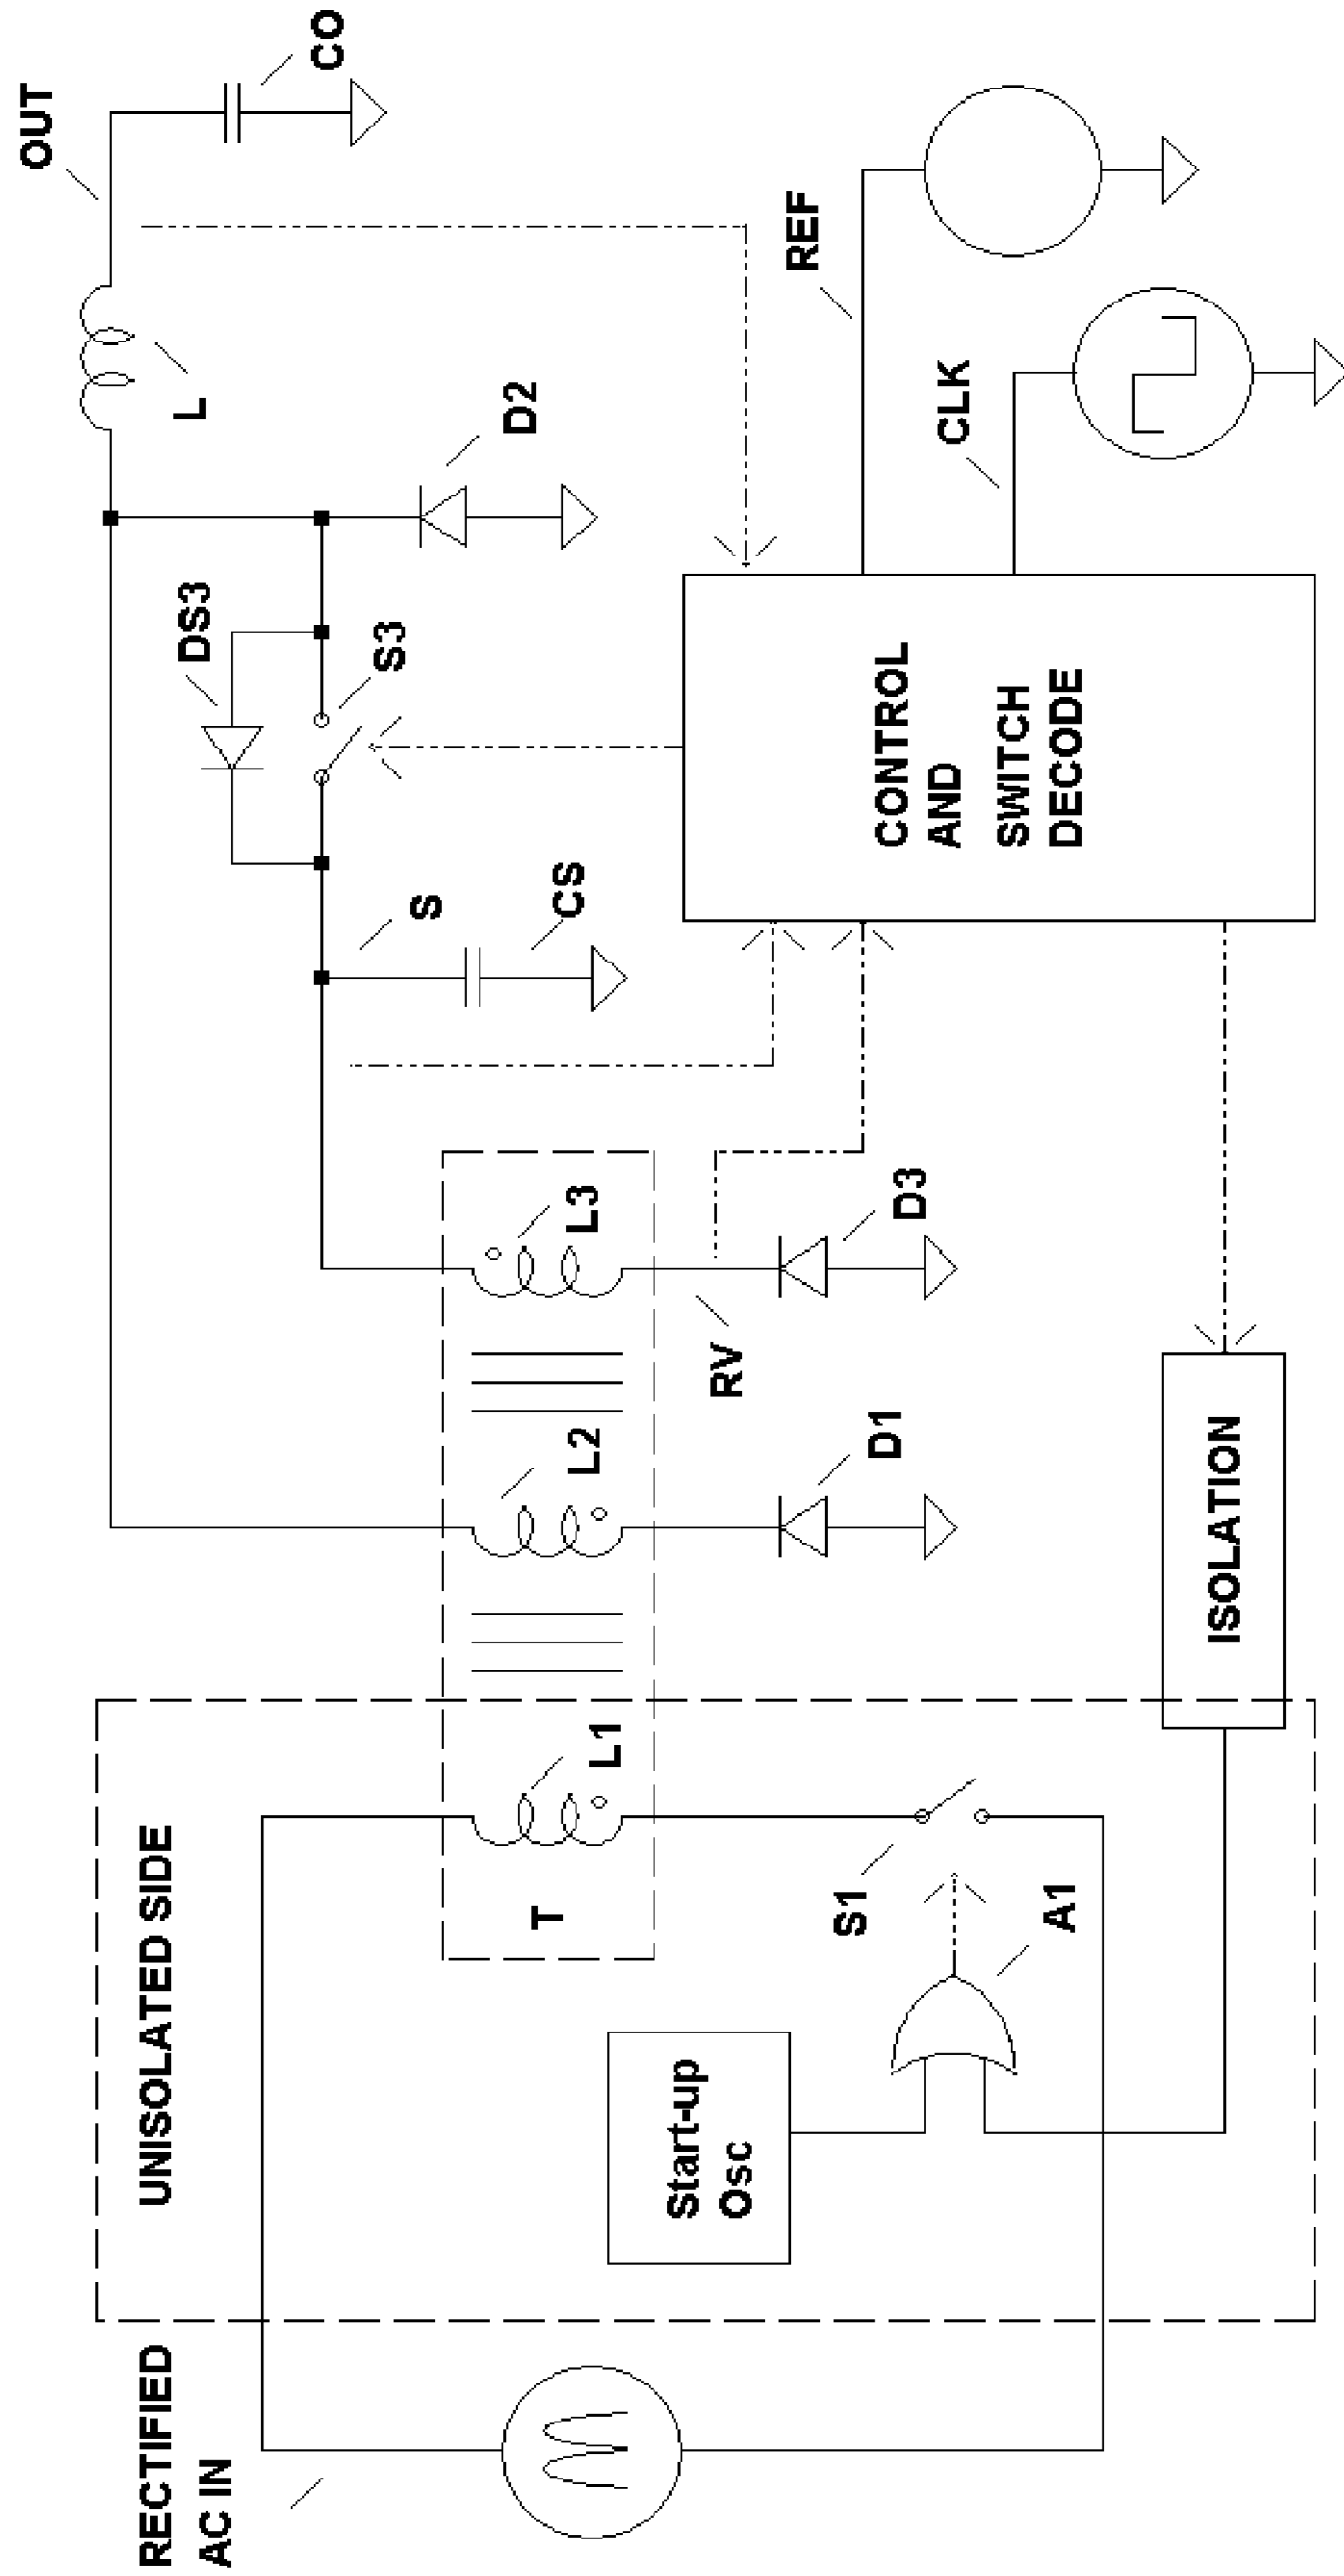 RECTIFIED
AC IN
UNISOLATED SIDE
T
L1
L2
L3
S1
A1
Start-up
Osc
ISOLATION
D1
RV
D3
S
CS
DS3
S3
D2
L
OUT
CO
CONTROL
AND
SWITCH
DECODE
REF
CLK